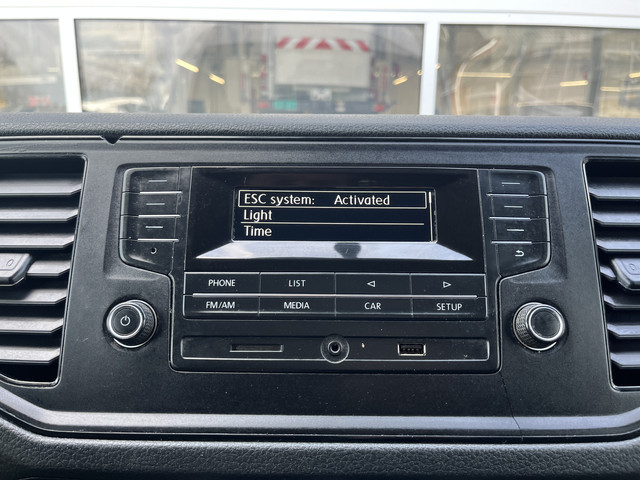 ESC system: Activated
Light
Time
PHONE LIST
FM/AM MEDIA CAR SETUP